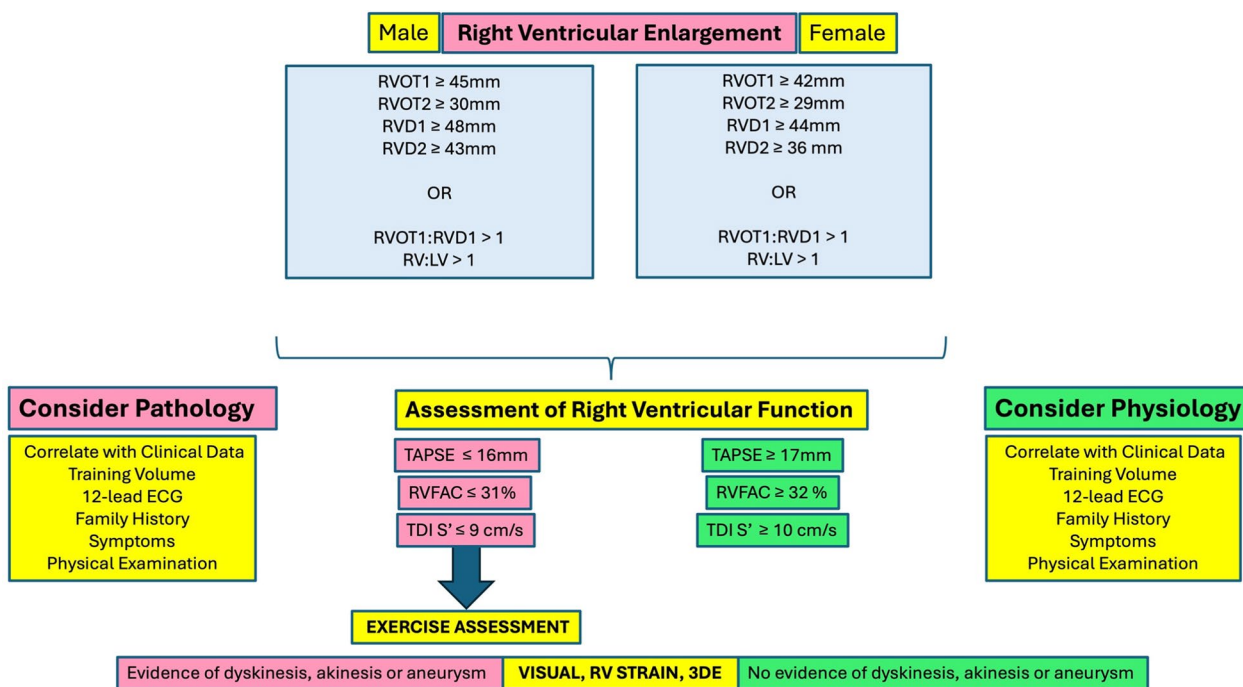 Male
Right Ventricular Enlargement
Female
RVOT1 ≥ 45mm
RVOT2 ≥ 30mm
RVD1 ≥ 48mm
RVD2 ≥ 43mm
OR
RVOT1:RVD1 > 1
RV:LV > 1
RVOT1 ≥ 42mm
RVOT2 ≥ 29mm
RVD1 ≥ 44mm
RVD2 ≥ 36 mm
OR
RVOT1:RVD1 > 1
RV:LV > 1
Consider Pathology
Correlate with Clinical Data
Training Volume
12-lead ECG
Family History
Symptoms
Physical Examination
Assessment of Right Ventricular Function
TAPSE ≤ 16mm
RVFAC ≤ 31%
TDI S’ ≤ 9 cm/s
TAPSE ≥ 17mm
RVFAC ≥ 32 %
TDI S’ ≥ 10 cm/s
Consider Physiology
Correlate with Clinical Data
Training Volume
12-lead ECG
Family History
Symptoms
Physical Examination
EXERCISE ASSESSMENT
Evidence of dyskinesis, akinesis or aneurysm
VISUAL, RV STRAIN, 3DE
No evidence of dyskinesis, akinesis or aneurysm